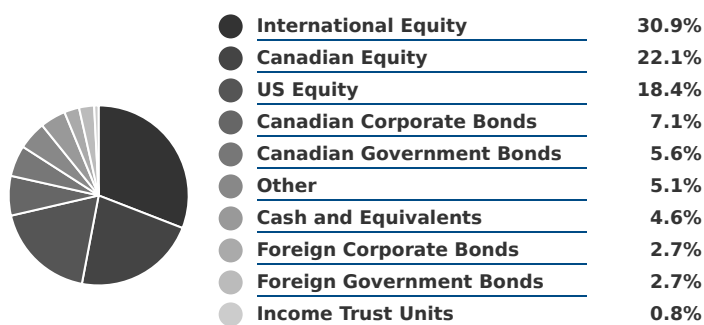 International Equity 30.9%
Canadian Equity 22.1%
US Equity 18.4%
Canadian Corporate Bonds 7.1%
Canadian Government Bonds 5.6%
Other 5.1%
Cash and Equivalents 4.6%
Foreign Corporate Bonds 2.7%
Foreign Government Bonds 2.7%
Income Trust Units 0.8%